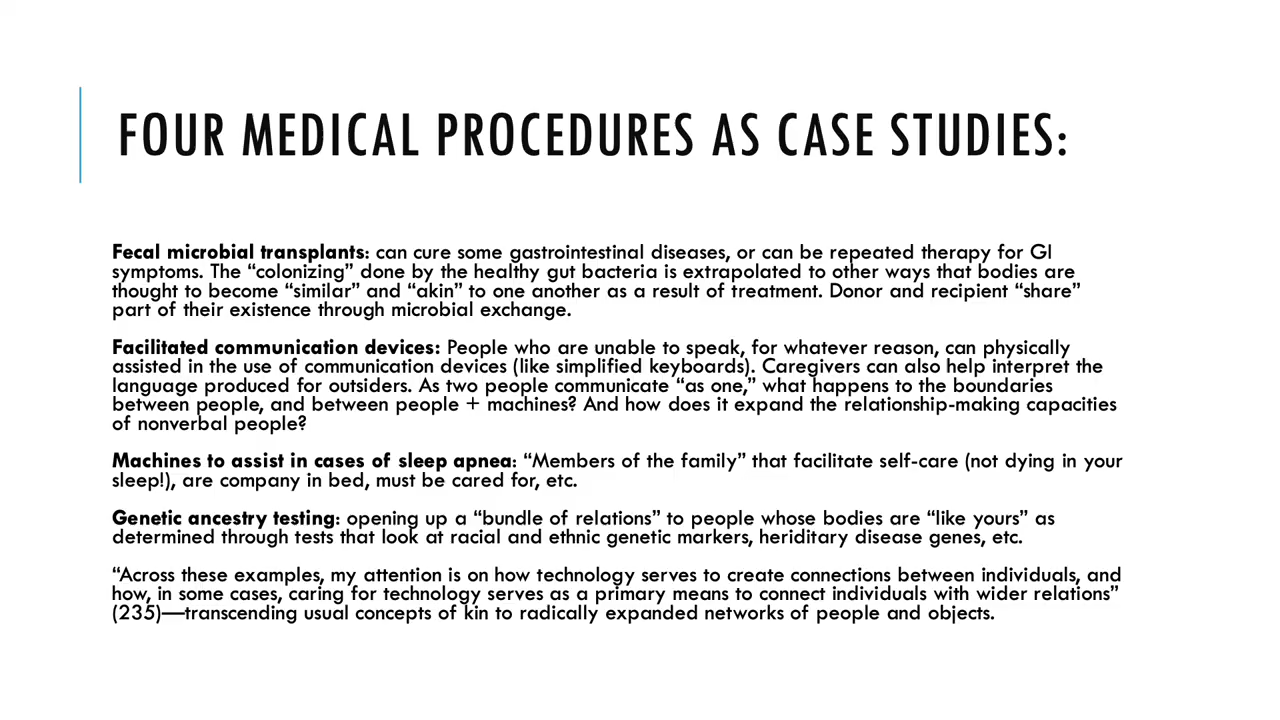 FOUR MEDICAL PROCEDURES AS CASE STUDIES:
Fecal microbial transplants: can cure some gastrointestinal diseases, or can be repeated therapy for GI
symptoms. The “colonizing” done by the healthy gut bacteria is extrapolated to other ways that bodies are
thought to become “similar” and “akin” to one another as a result of treatment. Donor and recipient “share”
part of their existence through microbial exchange.
Facilitated communication devices: People who are unable to speak, for whatever reason, can physically
assisted in the use of communication devices (like simplified keyboards). Caregivers can also help interpret the
language produced for outsiders. As two people communicate “as one,” what happens to the boundaries
between people, and between people + machines? And how does it expand the relationship-making capacities
of nonverbal people?
Machines to assist in cases of sleep apnea: “Members of the family” that facilitate self-care (not dying in your
sleep!), are company in bed, must be cared for, etc.
Genetic ancestry testing: opening up a “bundle of relations” to people whose bodies are “like yours” as
determined through tests that look at racial and ethnic genetic markers, heriditary disease genes, etc.
“Across these examples, my attention is on how technology serves to create connections between individuals, and
how, in some cases, caring for technology serves as a primary means to connect individuals with wider relations”
(235)—transcending usual concepts of kin to radically expanded networks of people and objects.